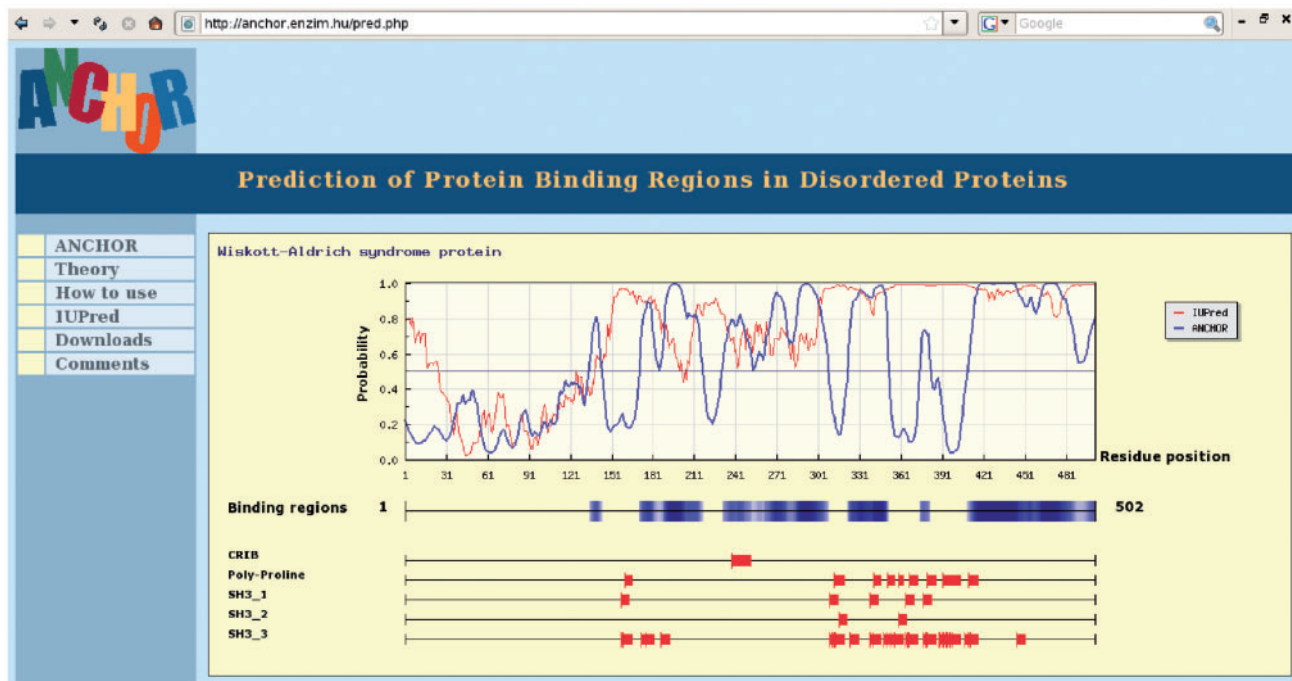 http://anchor.enzim.hu/pred.php
G Google
ANCHOR
Prediction of Protein Binding Regions in Disordered Proteins
ANCHOR
Theory
How to use
IUPred
Downloads
Comments
Wiskott-Aldrich syndrome protein
1.0
0.8
0.6
0.4
0.2
0.0
Probability
1 31 61 91 121 151 181 211 241 271 301 331 361 391 421 451 481
Residue position
IUPred
ANCHOR
Binding regions 1 502
CRIB
Poly-Proline
SH3_1
SH3_2
SH3_3